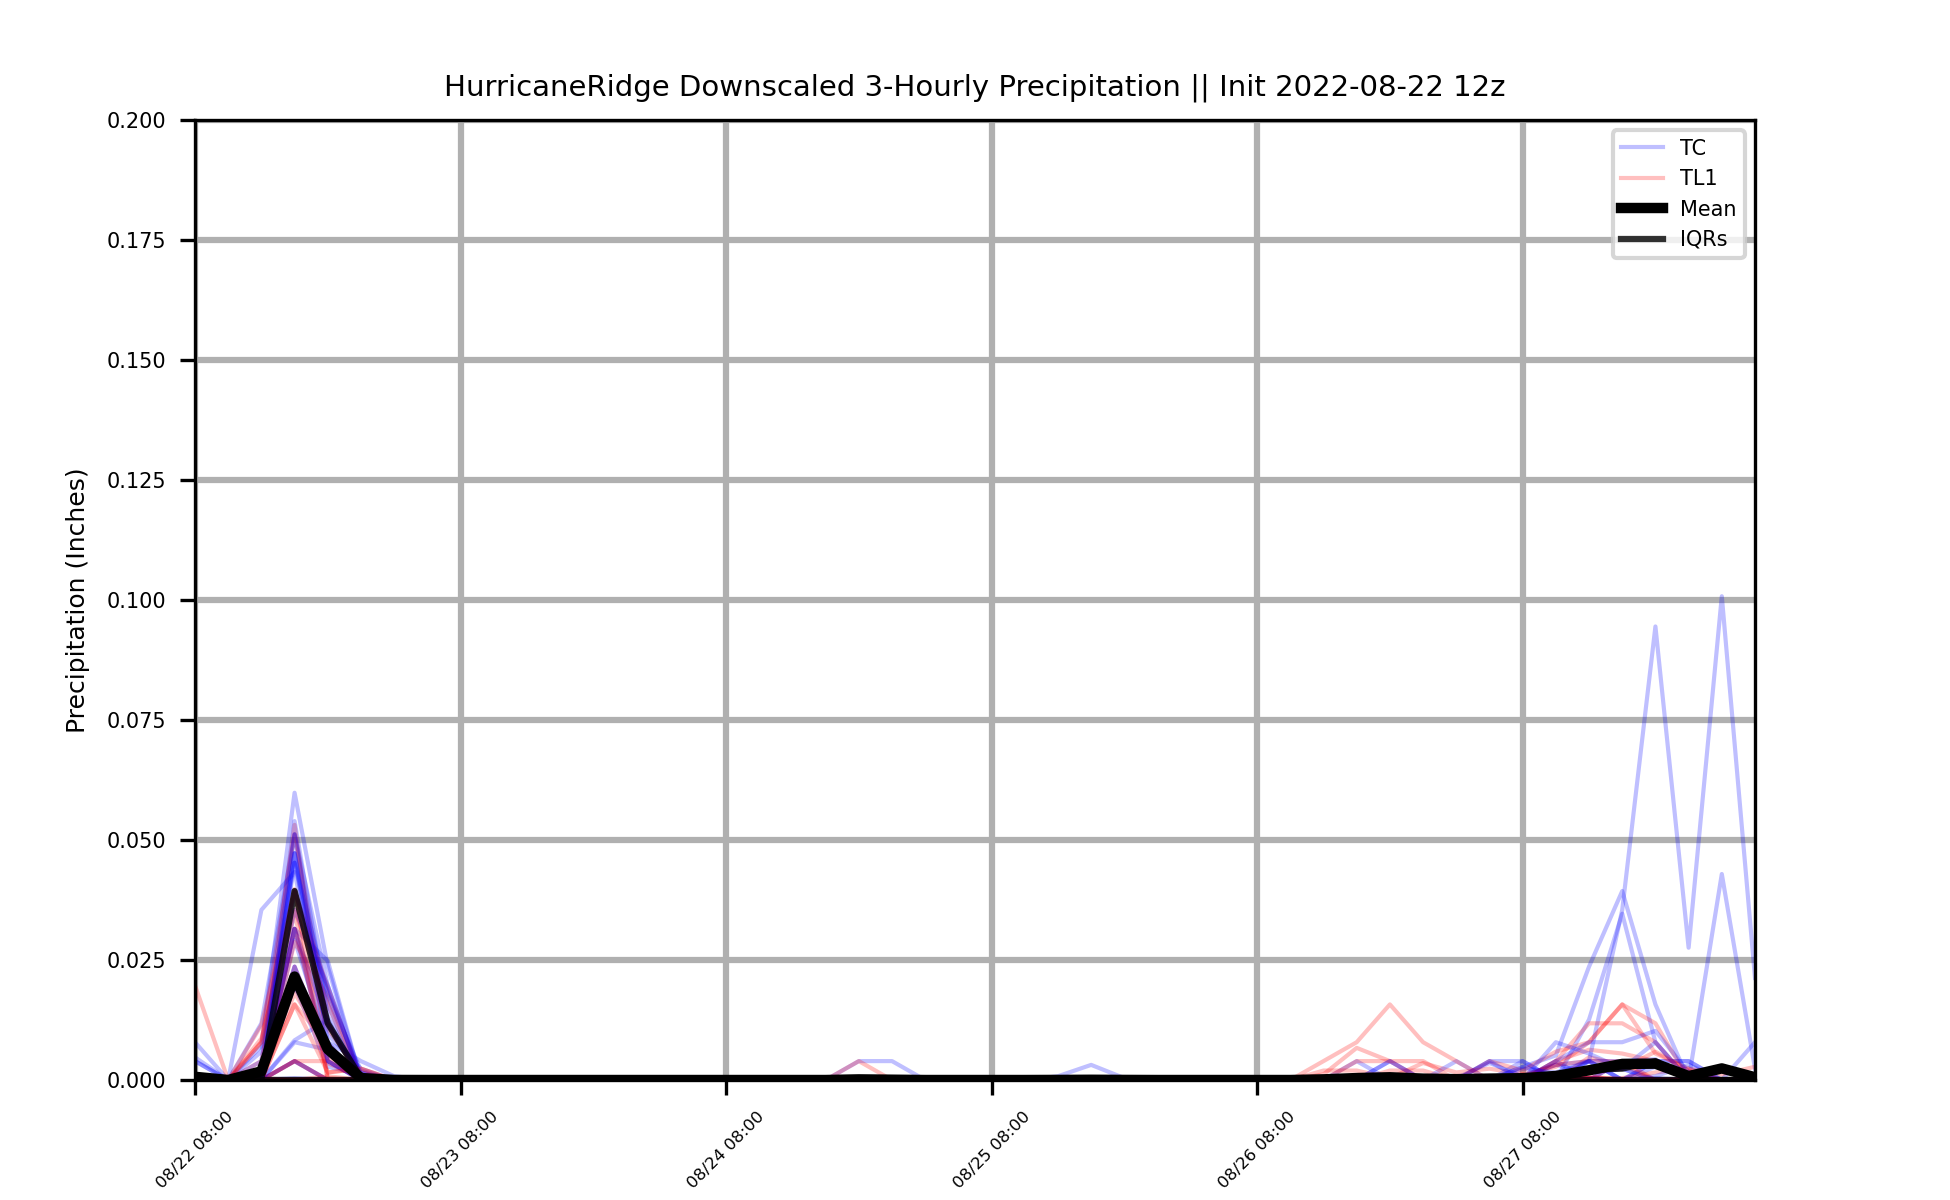 HurricaneRidge Downscaled 3-Hourly Precipitation || Init 2022-08-22 12z
Precipitation (Inches)
0.200
0.175
0.150
0.125
0.100
0.075
0.050
0.025
0.000
TC
TL1
Mean
IQRs
08/22 08:00
08/23 08:00
08/24 08:00
08/25 08:00
08/26 08:00
08/27 08:00